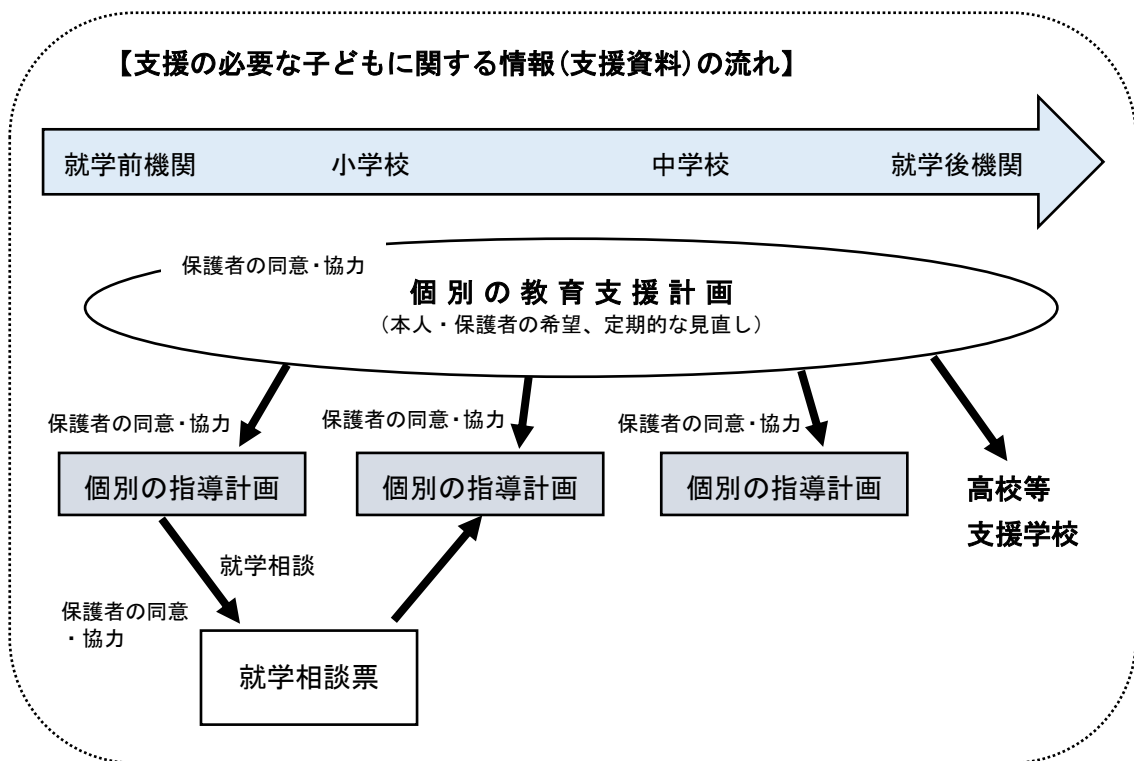 【支援の必要な子どもに関する情報(支援資料)の流れ】
就学前機関
小学校
中学校
就学後機関
保護者の同意・協力
個別の教育支援計画
（本人・保護者の希望、定期的な見直し）
保護者の同意・協力
保護者の同意・協力
保護者の同意・協力
個別の指導計画
個別の指導計画
個別の指導計画
高校等
支援学校
就学相談
保護者の同意
・協力
就学相談票